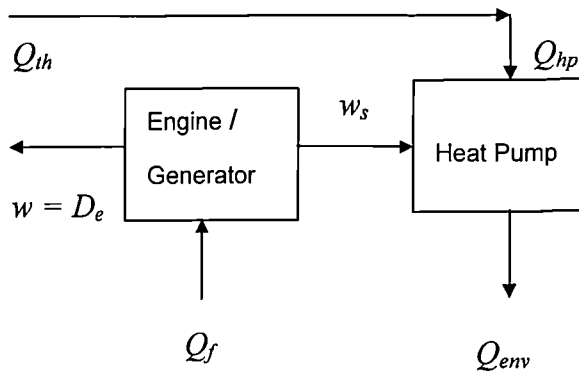 Q_th
Q_hp
Engine /
Generator
w_s
Heat Pump
w = D_e
Q_f
Q_env